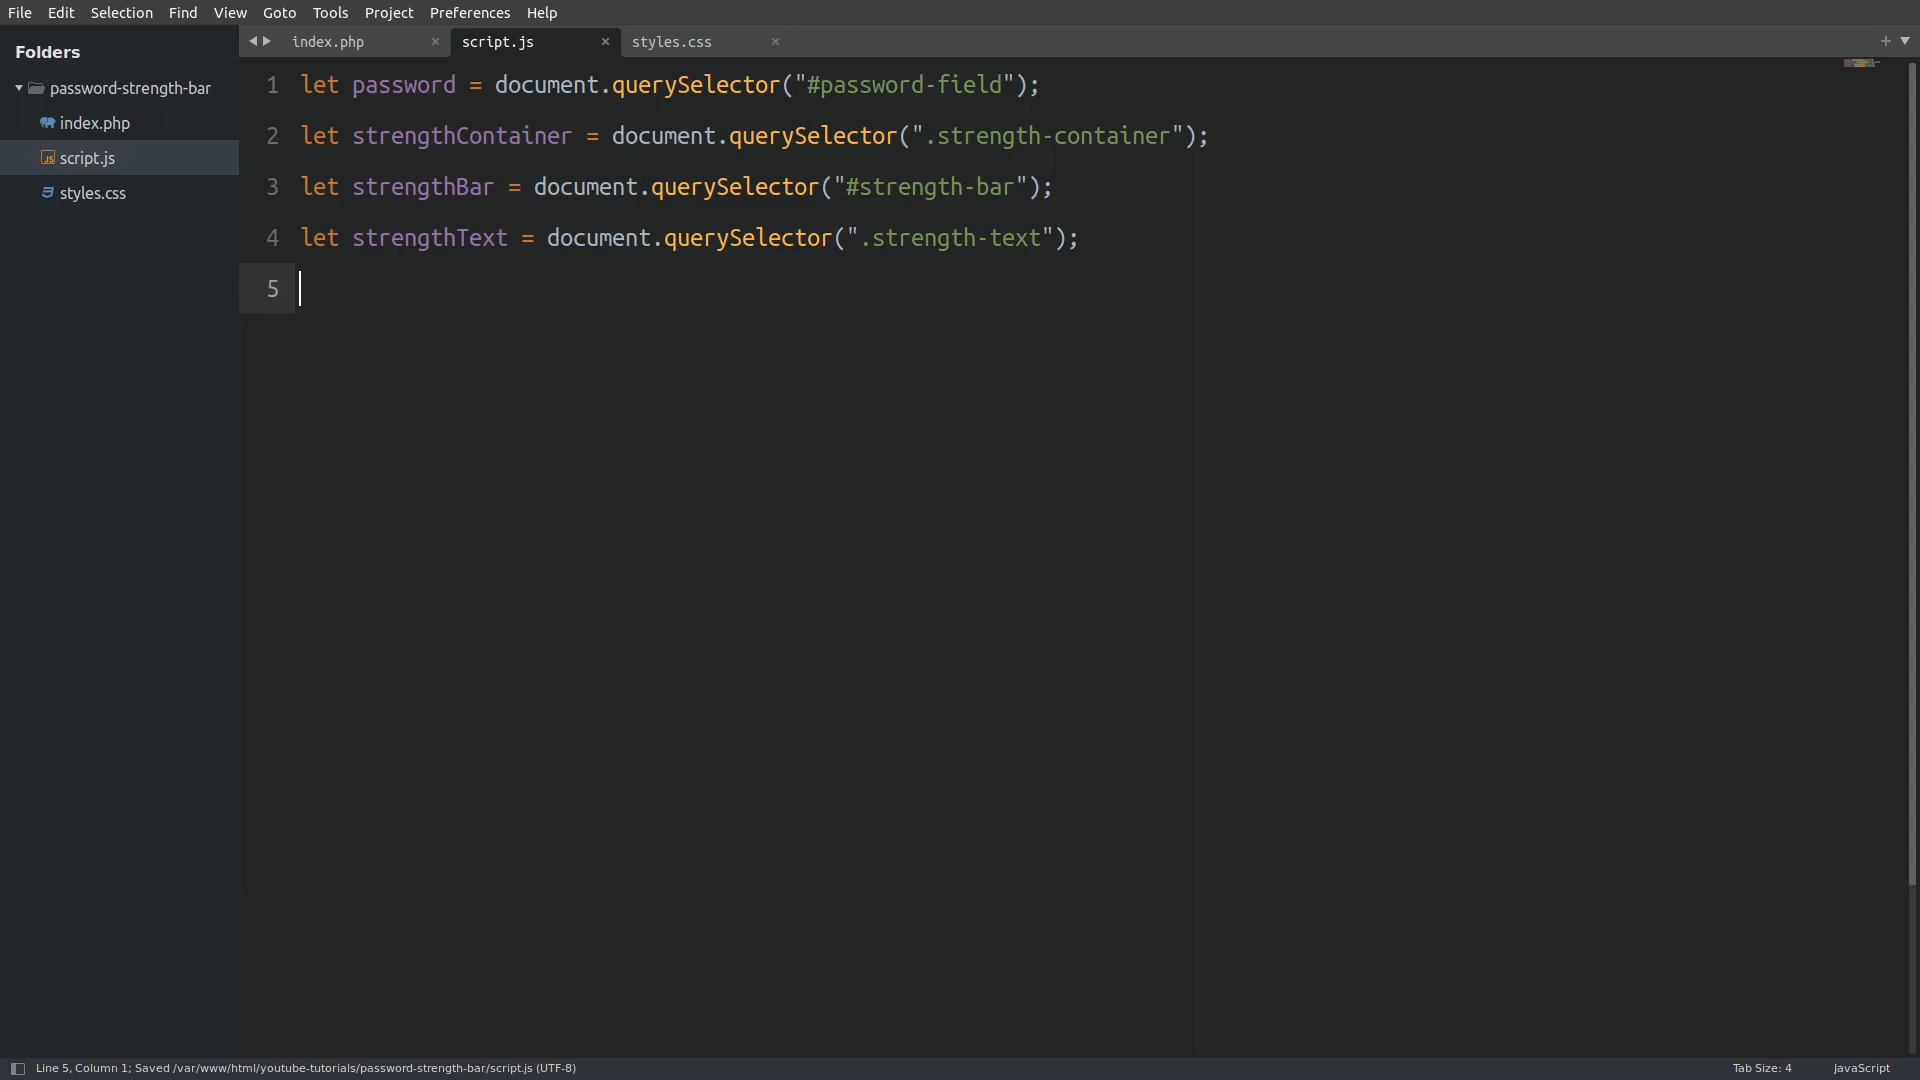 File Edit Selection Find View Goto Tools Project Preferences Help
Folders
password-strength-bar
index.php
script.js
styles.css
index.php × script.js × styles.css ×
1 let password = document.querySelector("#password-field");
2 let strengthContainer = document.querySelector(".strength-container");
3 let strengthBar = document.querySelector("#strength-bar");
4 let strengthText = document.querySelector(".strength-text");
5
Line 5, Column 1; Saved /var/www/html/youtube-tutorials/password-strength-bar/script.js (UTF-8) Tab Size: 4 JavaScript